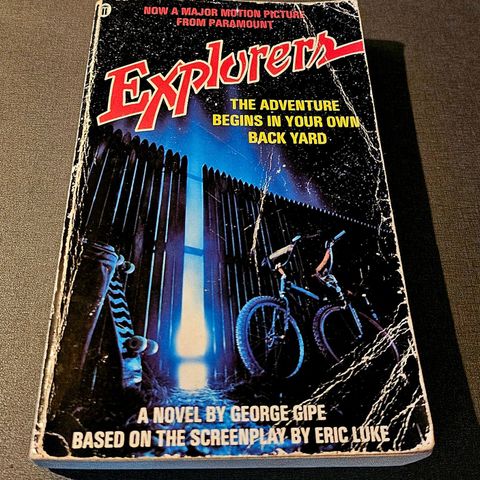 NOW A MAJOR MOTION PICTURE
FROM PARAMOUNT
Explorers
THE ADVENTURE
BEGINS IN YOUR OWN
BACK YARD
A NOVEL BY GEORGE GIPE
BASED ON THE SCREENPLAY BY ERIC LUKE